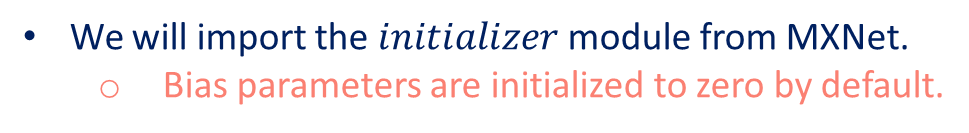 • We will import the initializer module from MXNet.
○ Bias parameters are initialized to zero by default.